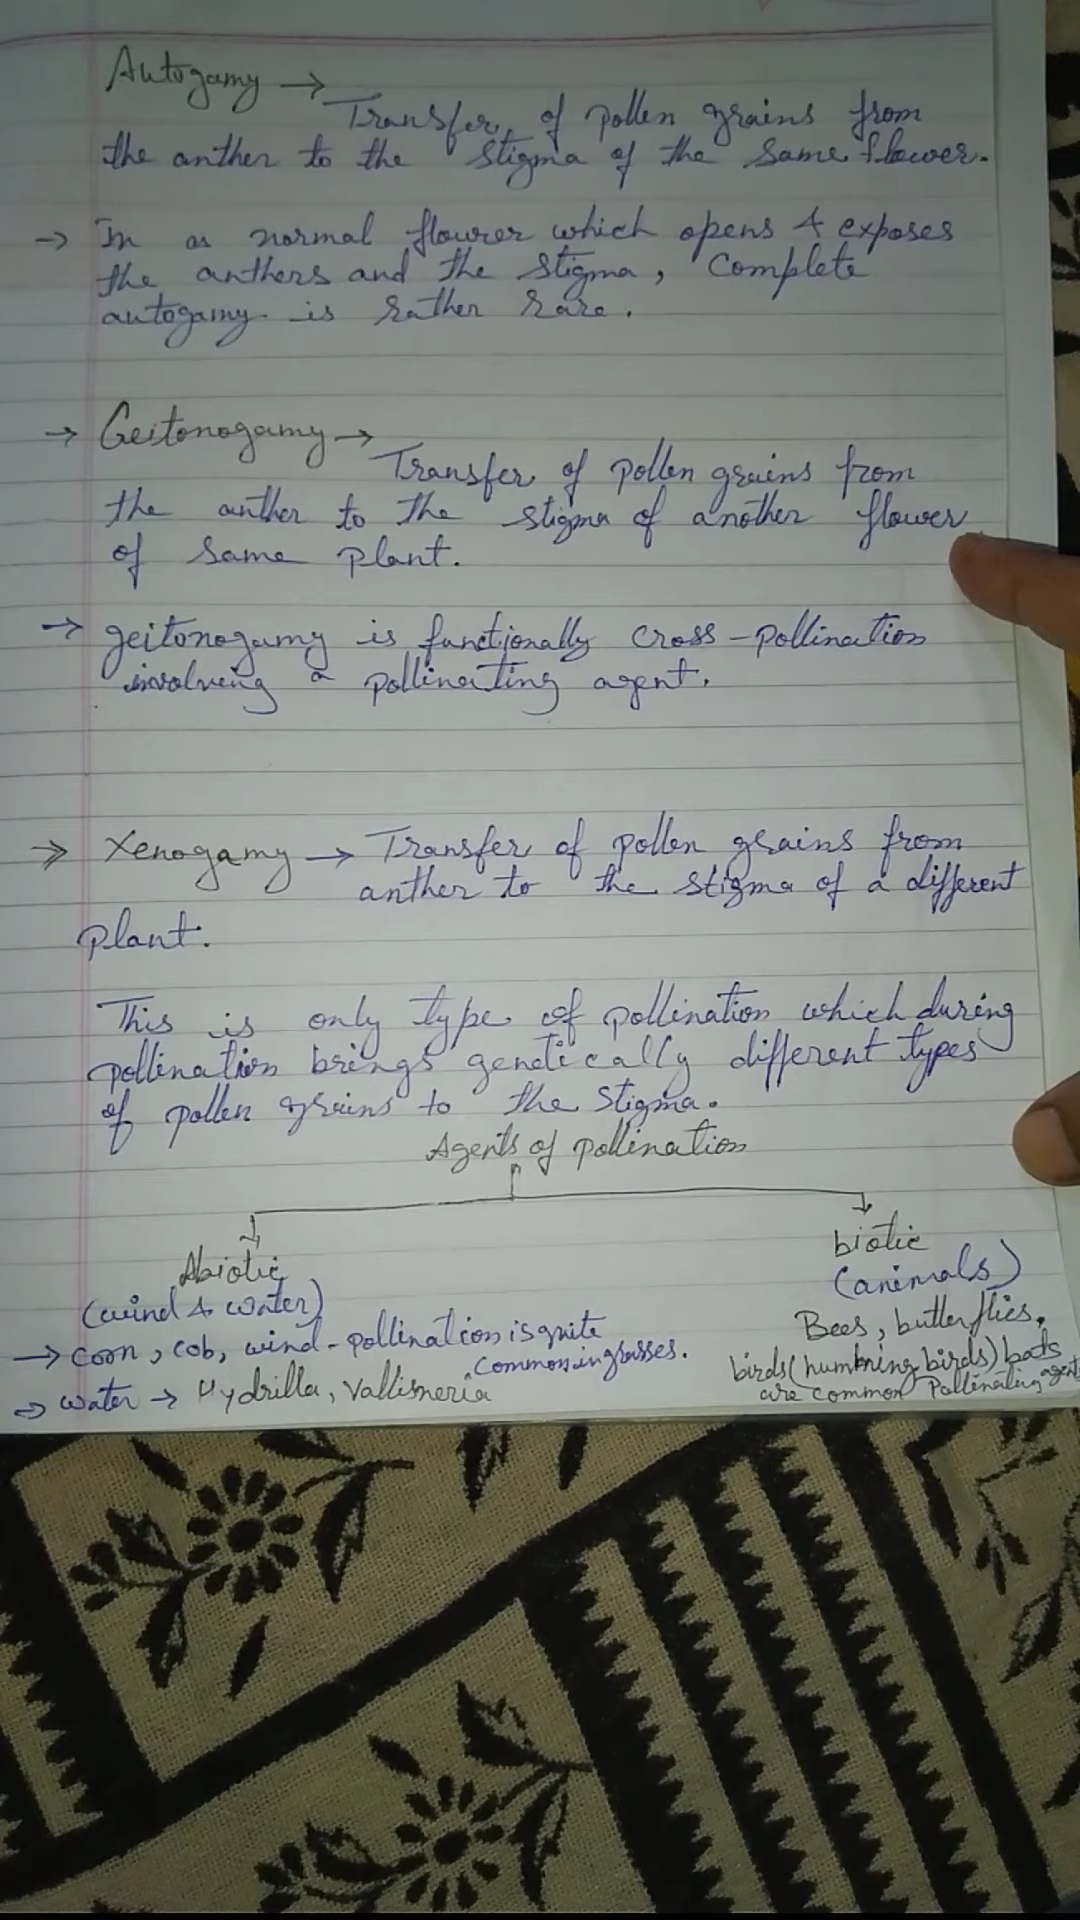 Autogamy →
Transfer of pollen grains from
the anther to the stigma of the same flower.
→ In as normal flower which opens & exposes
the anthers and the stigma, complete
autogamy is rather rare.
→ Geitonogamy →
Transfer of pollen grains from
the anther to the stigma of another flower
of same plant.
→ geitonogamy is functionally cross-pollination
involving a pollinating agent.
→ Xenogamy → Transfer of pollen grains from
anther to the stigma of a different
plant.
This is only type of pollination which during
pollination brings genetically different types
of pollen grains to the stigma.
Agents of pollination
Abiotic
(wind & water)
→ corn, cob, wind-pollination is quite
common in grasses.
→ water → Hydrilla, Vallisneria
biotic
(animals)
Bees, butterflies,
birds (humbning birds) bats
are common Pollinating agent